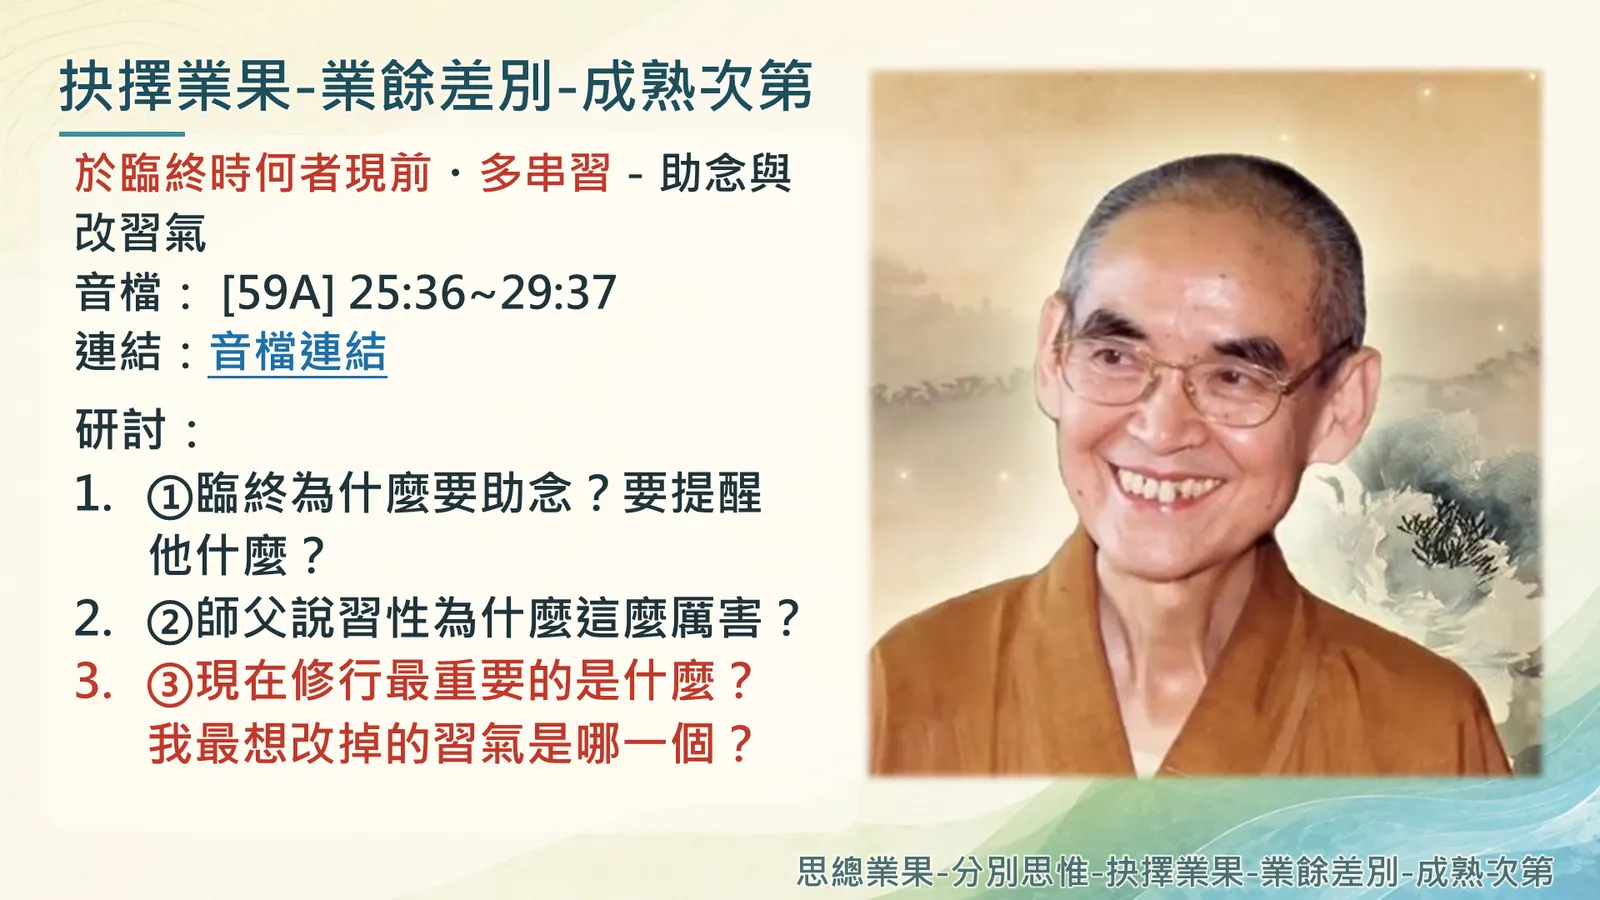 抉擇業果-業餘差別-成熟次第
於臨終時何者現前．多串習 - 助念與
改習氣
音檔： [59A] 25:36~29:37
連結：音檔連結
研討：
1. ①臨終為什麼要助念？要提醒
他什麼？
2. ②師父說習性為什麼這麼厲害？
3. ③現在修行最重要的是什麼？
我最想改掉的習氣是哪一個？
思總業果-分別思惟-抉擇業果-業餘差別-成熟次第